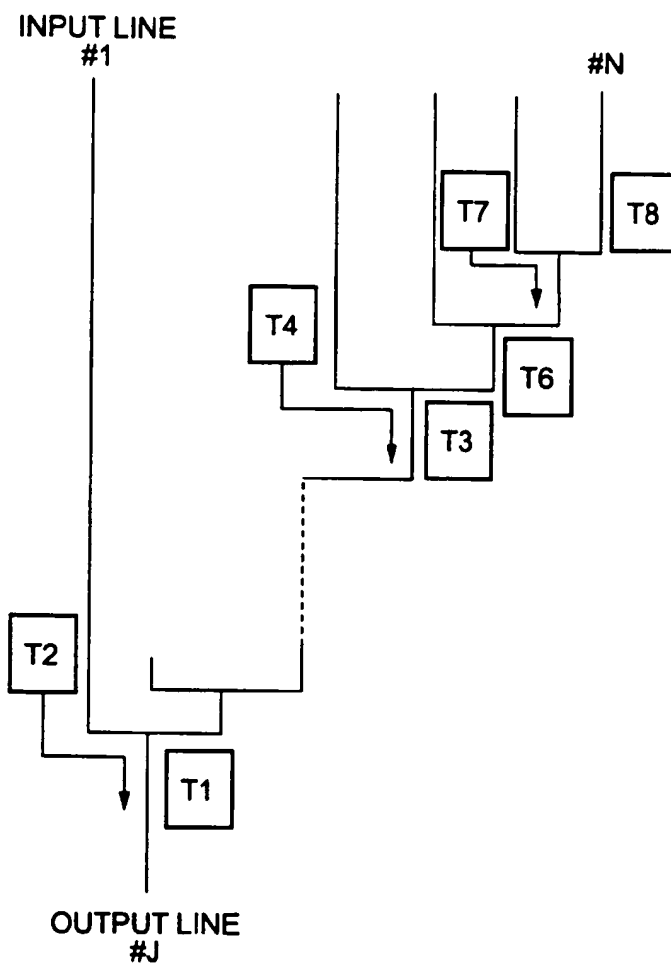 INPUT LINE
#1
#N
T7
T8
T4
T6
T3
T2
T1
OUTPUT LINE
#J